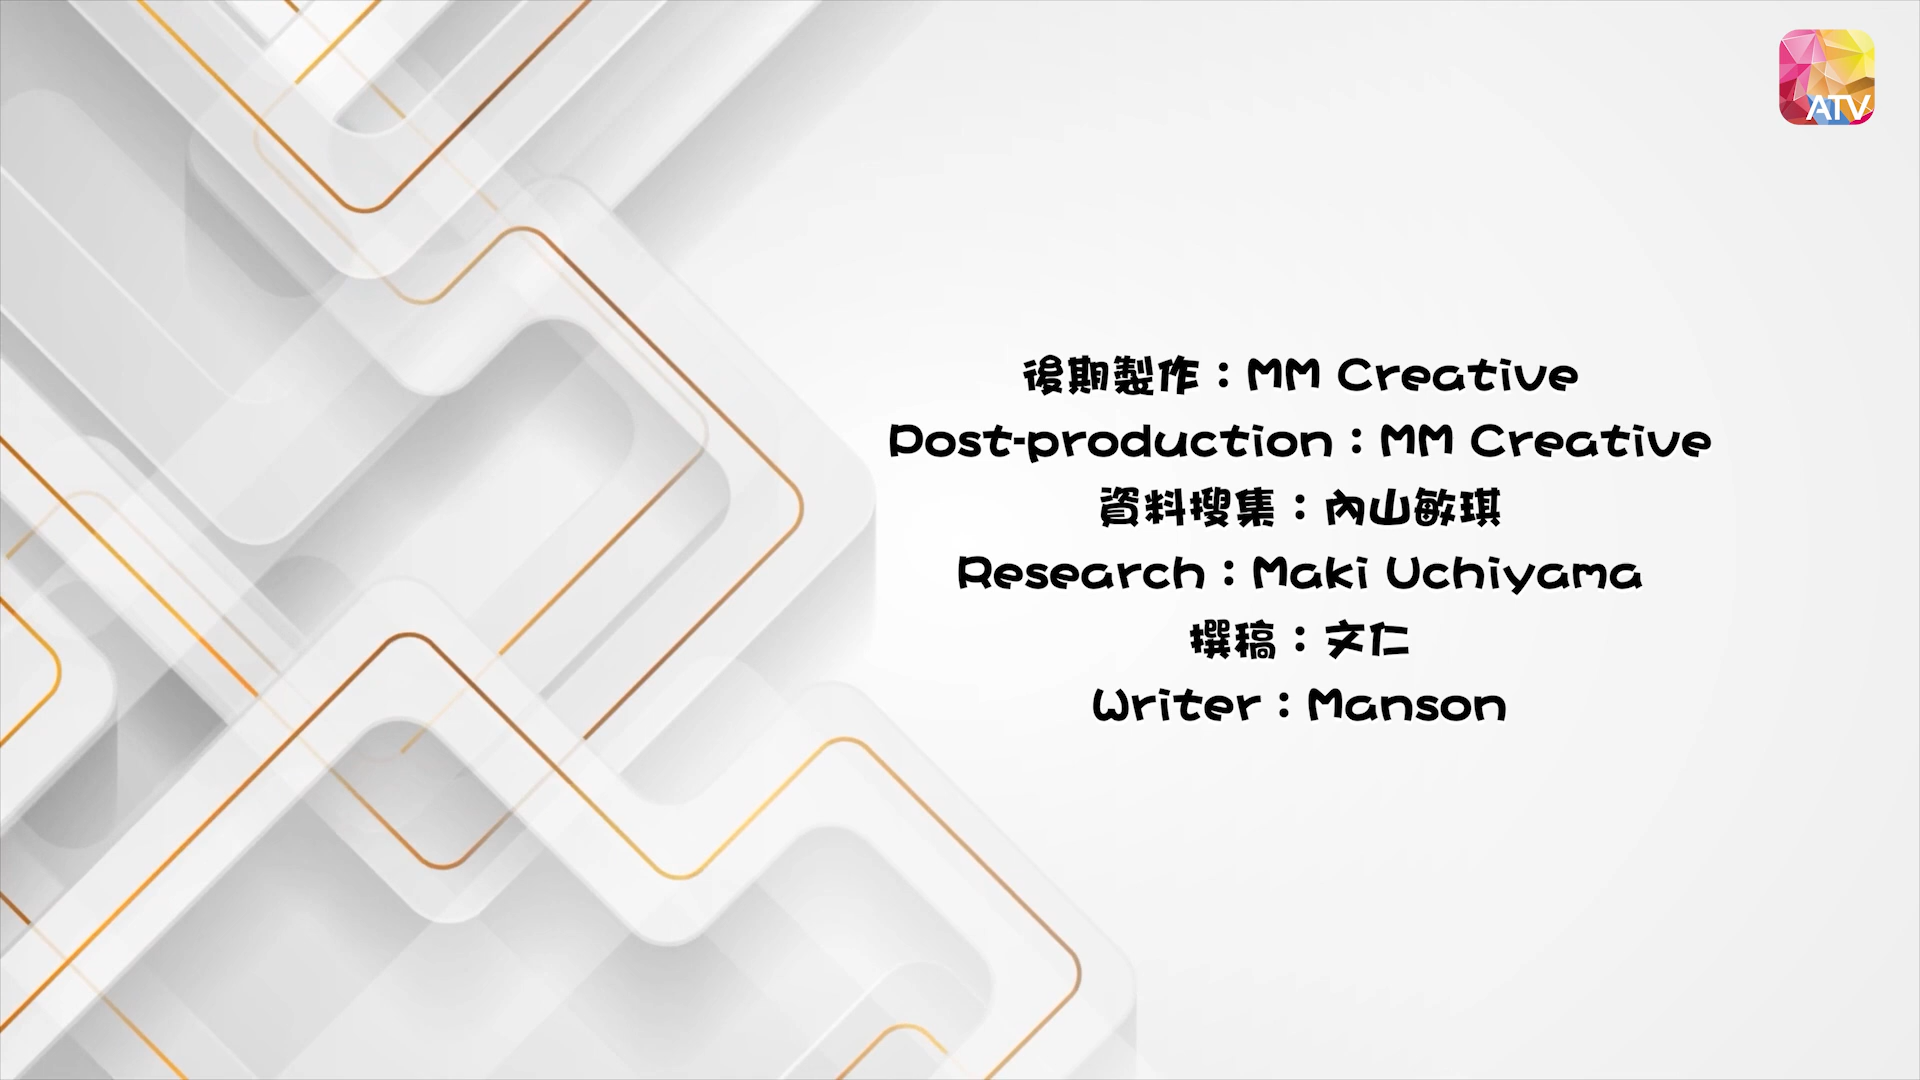 ATV
後期製作：MM Creative
Post-production：MM Creative
資料搜集：內山敏琪
Research：Maki Uchiyama
撰稿：文仁
Writer：Manson